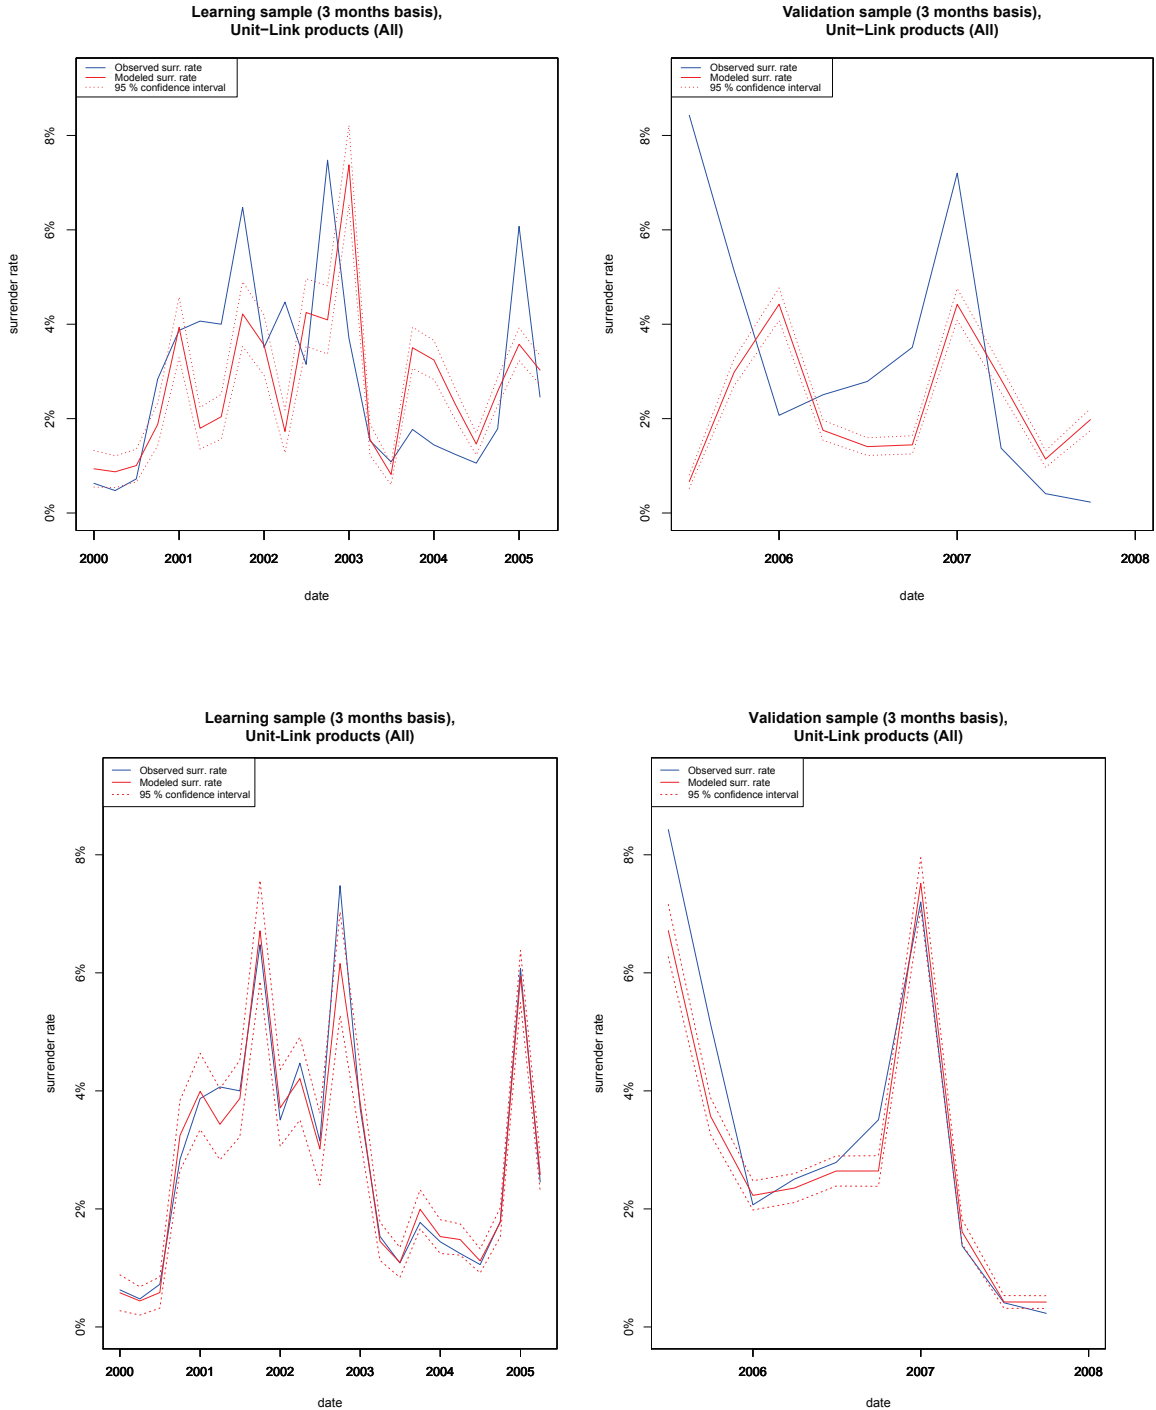 Learning sample (3 months basis),
Unit−Link products (All)
Observed surr. rate
Modeled surr. rate
95 % confidence interval
8%
6%
4%
2%
0%
surrender rate
2000 2001 2002 2003 2004 2005
date
Validation sample (3 months basis),
Unit−Link products (All)
Observed surr. rate
Modeled surr. rate
95 % confidence interval
8%
6%
4%
2%
0%
surrender rate
2006 2007 2008
date
Learning sample (3 months basis),
Unit-Link products (All)
Observed surr. rate
Modeled surr. rate
95 % confidence interval
8%
6%
4%
2%
0%
surrender rate
2000 2001 2002 2003 2004 2005
date
Validation sample (3 months basis),
Unit-Link products (All)
Observed surr. rate
Modeled surr. rate
95 % confidence interval
8%
6%
4%
2%
0%
surrender rate
2006 2007 2008
date